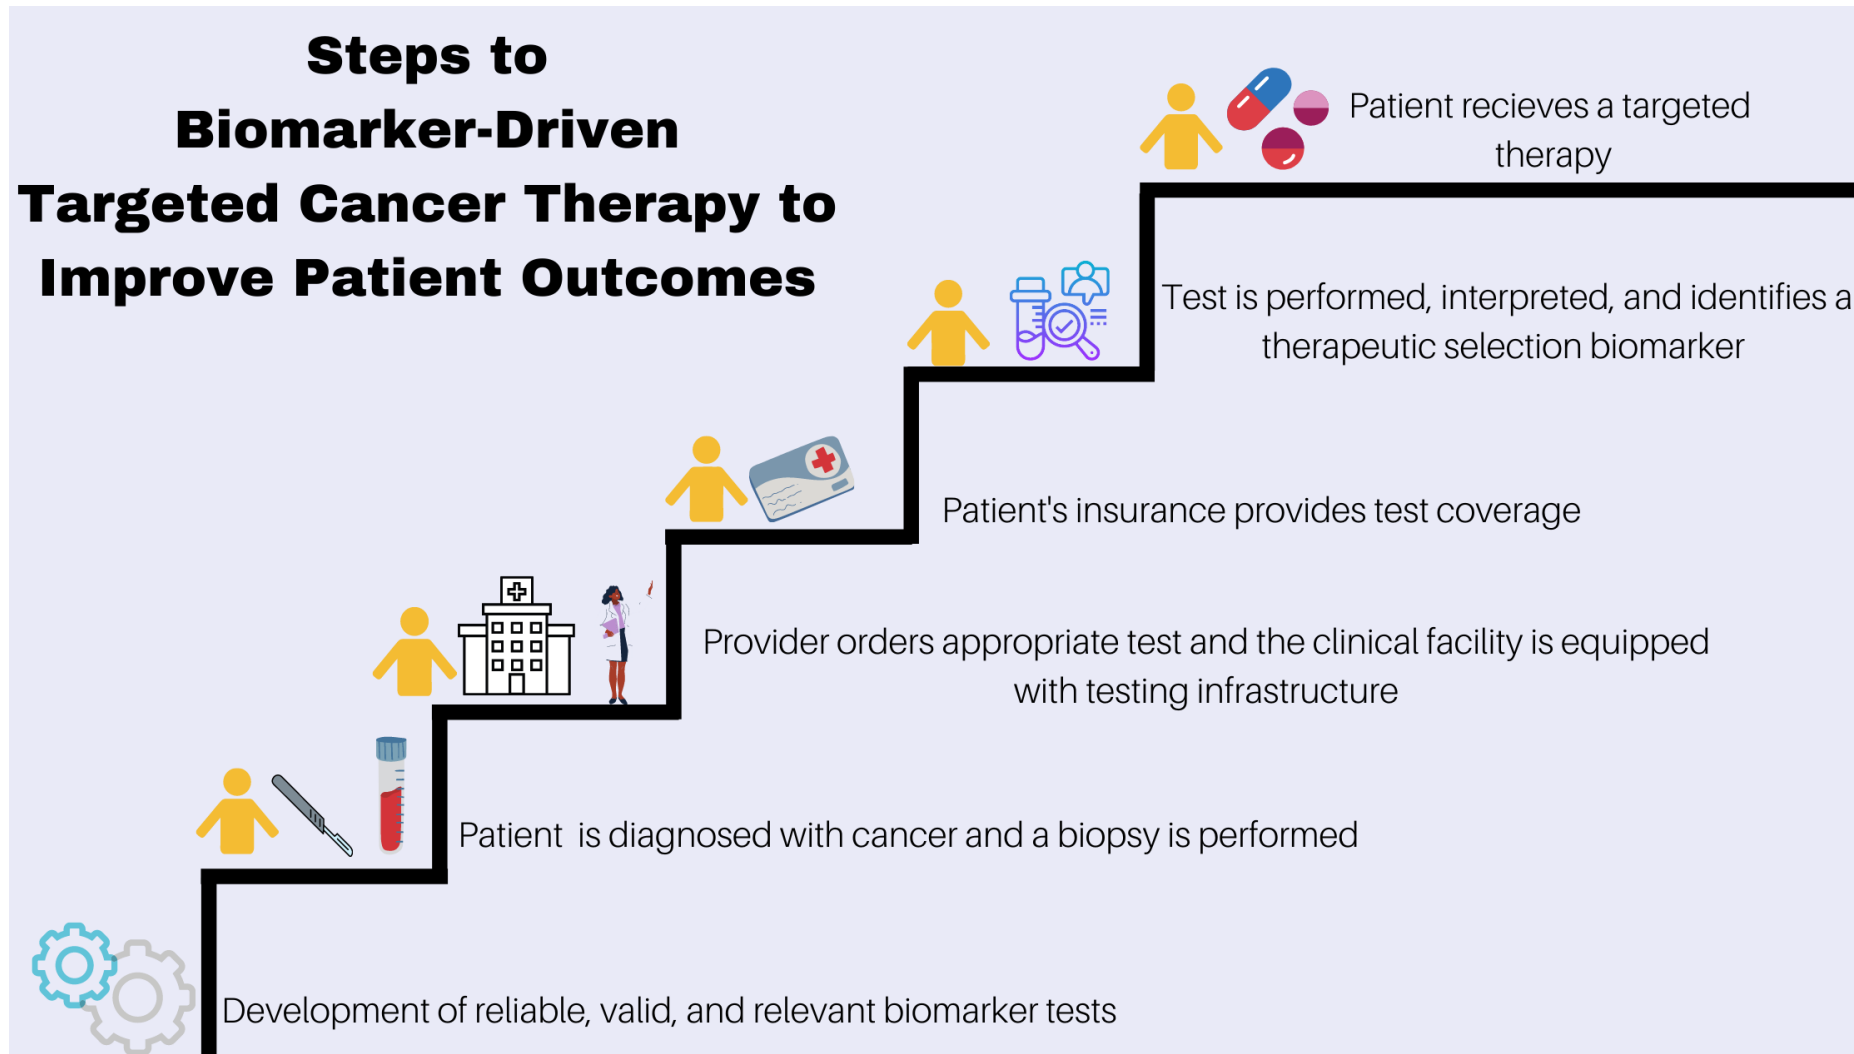 Steps to
Biomarker-Driven
Targeted Cancer Therapy to
Improve Patient Outcomes
Patient recieves a targeted
therapy
Test is performed, interpreted, and identifies a
therapeutic selection biomarker
Patient's insurance provides test coverage
Provider orders appropriate test and the clinical facility is equipped
with testing infrastructure
Patient  is diagnosed with cancer and a biopsy is performed
Development of reliable, valid, and relevant biomarker tests